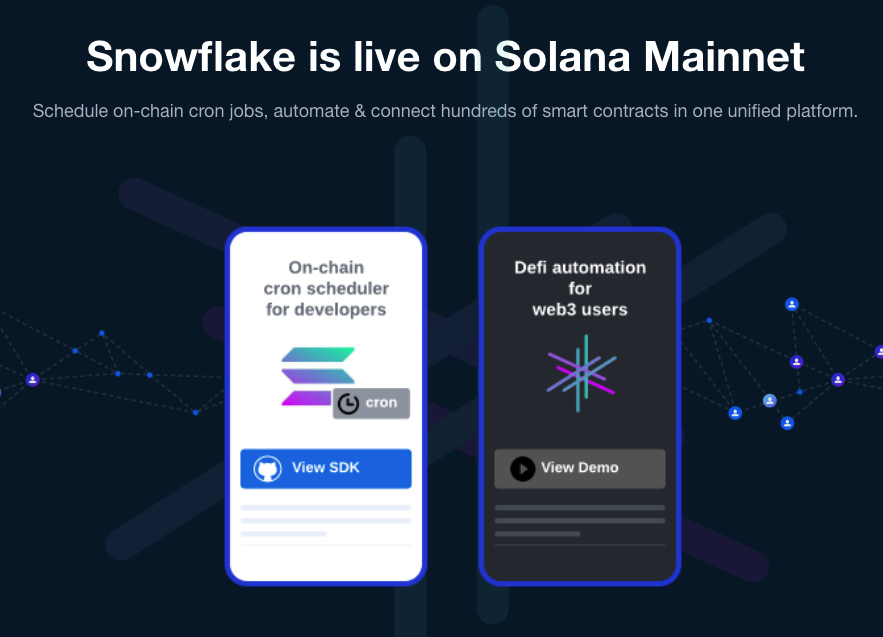 Snowflake is live on Solana Mainnet
Schedule on-chain cron jobs, automate & connect hundreds of smart contracts in one unified platform.
On-chain
cron scheduler
for developers
cron
View SDK
Defi automation
for
web3 users
View Demo